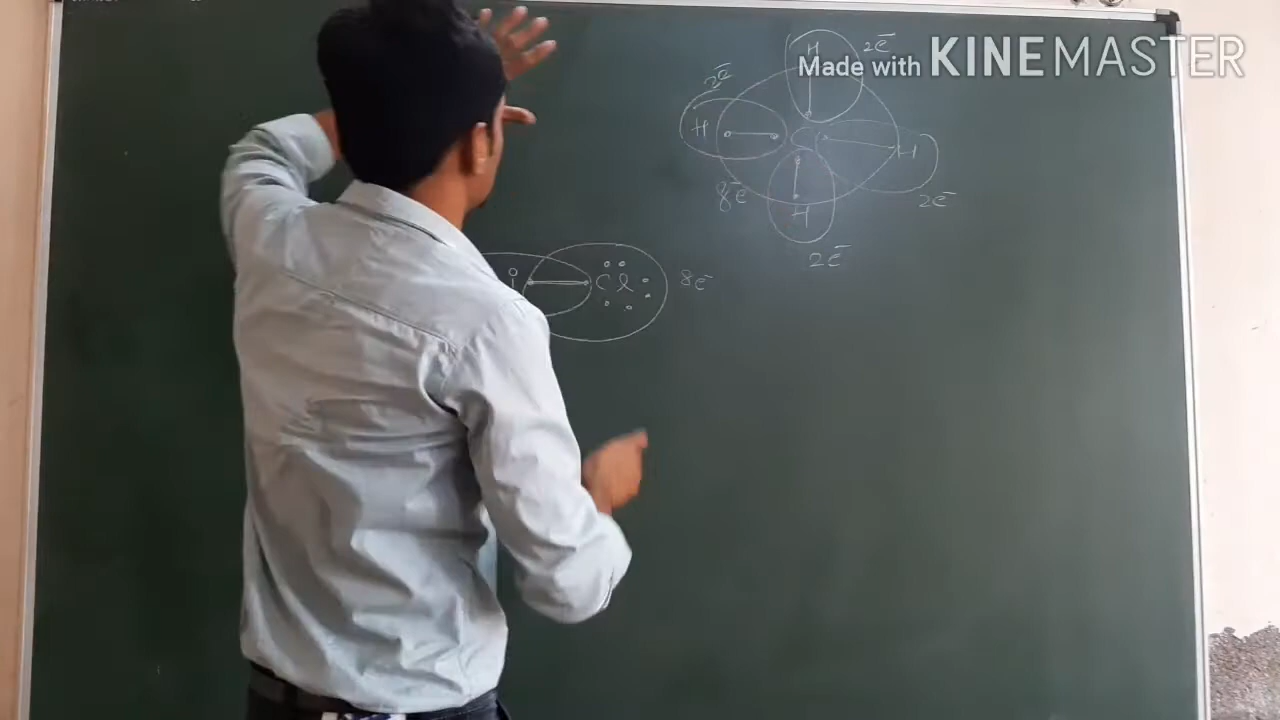 H 2e⁻
Made with KINEMASTER
2e⁻
H
C
H
8e⁻
2e⁻
H
2e⁻
Cl 8e⁻